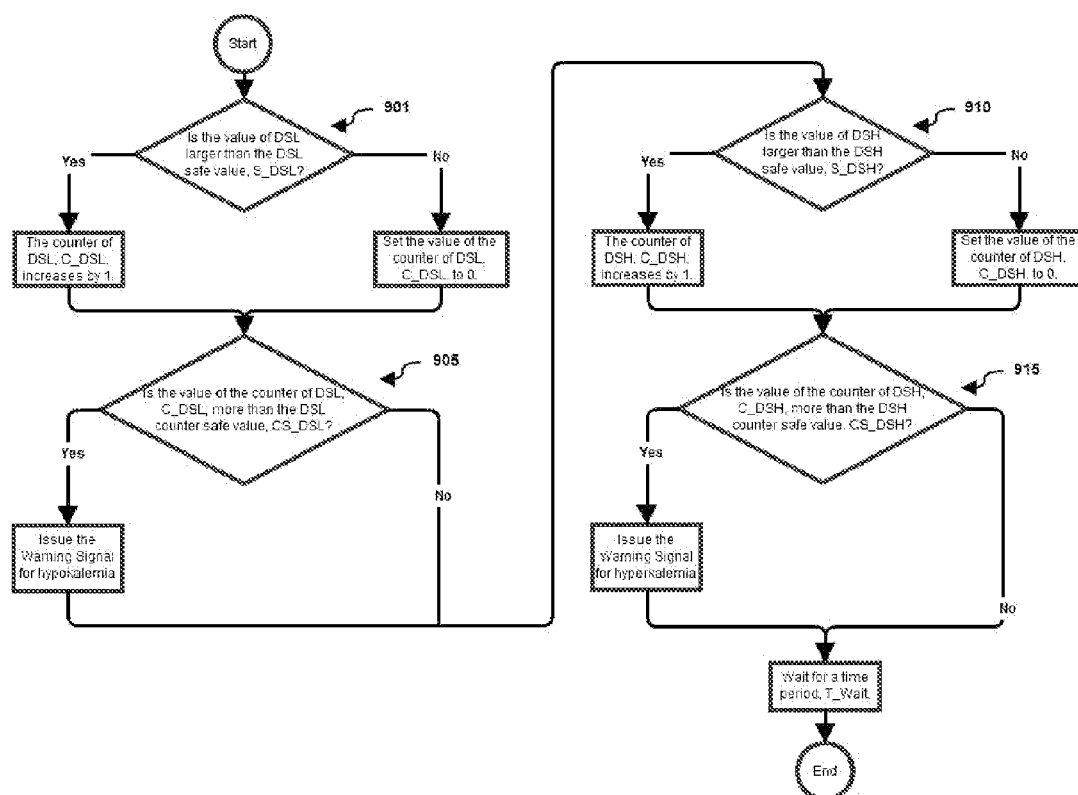 Start
901
Is the value of DSL
larger than the DSL
safe value, S_DSL?
Yes
No
The counter of
DSL, C_DSL,
increases by 1.
Set the value of the
counter of DSL,
C_DSL, to 0.
905
Is the value of the counter of DSL,
C_DSL, more than the DSL
counter safe value, CS_DSL?
Yes
No
Issue the
Warning Signal
for hypokalemia
910
Is the value of DSH
larger than the DSH
safe value, S_DSH?
Yes
No
The counter of
DSH, C_DSH,
increases by 1.
Set the value of the
counter of DSH,
C_DSH, to 0.
915
Is the value of the counter of DSH,
C_DSH, more than the DSH
counter safe value, CS_DSH?
Yes
No
Issue the
Warning Signal
for hyperkalemia
Wait for a time
period, T_Wait.
End